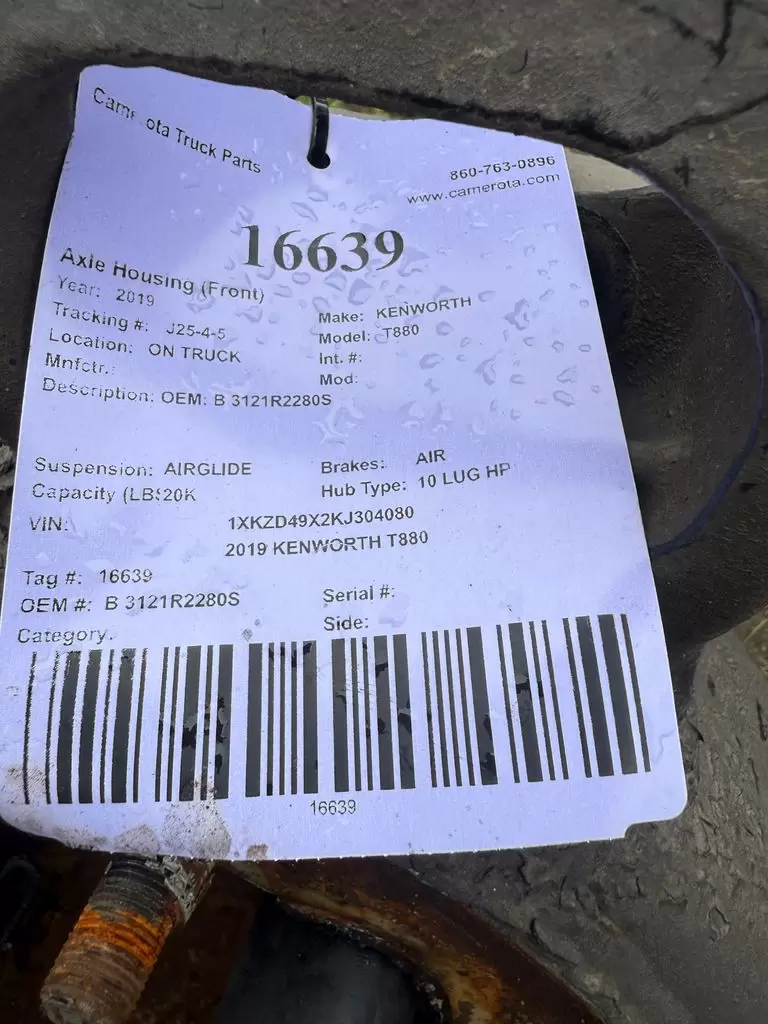 Camerota Truck Parts
860-763-0896
www.camerota.com
16639
Axle Housing (Front)
Year: 2019
Make: KENWORTH
Tracking #: J25-4-5
Model: T880
Location: ON TRUCK
Int. #:
Mnfctr.:
Mod:
Description: OEM: B 3121R2280S
Suspension: AIRGLIDE
Brakes: AIR
Capacity (LBS20K
Hub Type: 10 LUG HP
VIN: 1XKZD49X2KJ304080
2019 KENWORTH T880
Tag #: 16639
OEM #: B 3121R2280S
Serial #:
Category:
Side:
16639